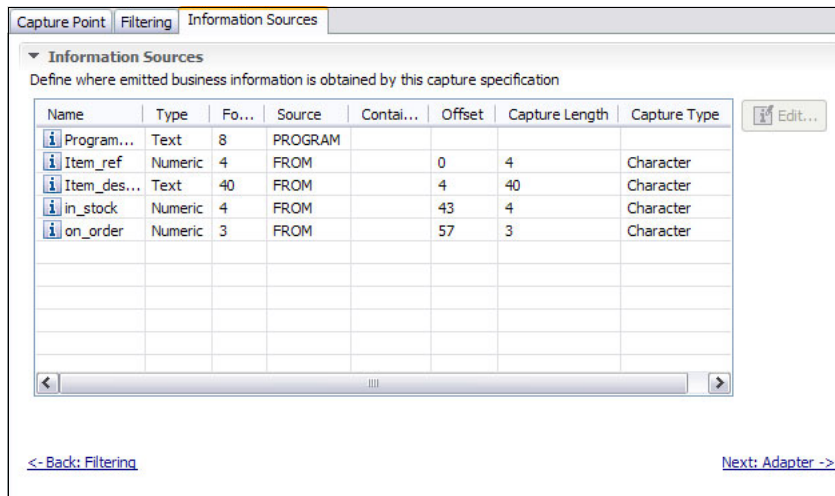 Capture Point Filtering Information Sources
Information Sources
Define where emitted business information is obtained by this capture specification
Name Type Fo... Source Contai... Offset Capture Length Capture Type
Edit...
Program... Text 8 PROGRAM
Item_ref Numeric 4 FROM 0 4 Character
Item_des... Text 40 FROM 4 40 Character
in_stock Numeric 4 FROM 43 4 Character
on_order Numeric 3 FROM 57 3 Character
<- Back: Filtering Next: Adapter ->